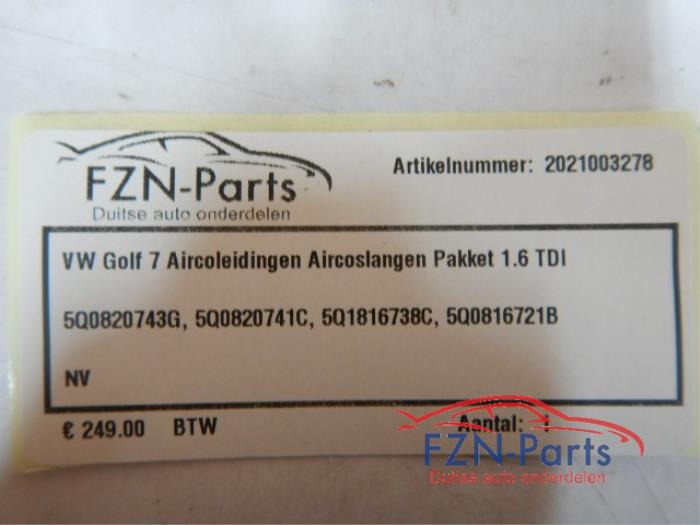 FZN-Parts
Duitse auto onderdelen
Artikelnummer: 2021003278
VW Golf 7 Aircoleidingen Aircoslangen Pakket 1.6 TDI
5Q0820743G, 5Q0820741C, 5Q1816738C, 5Q0816721B
NV
€ 249.00 BTW Aantal: 1
FZN-Parts
Duitse auto onderdelen